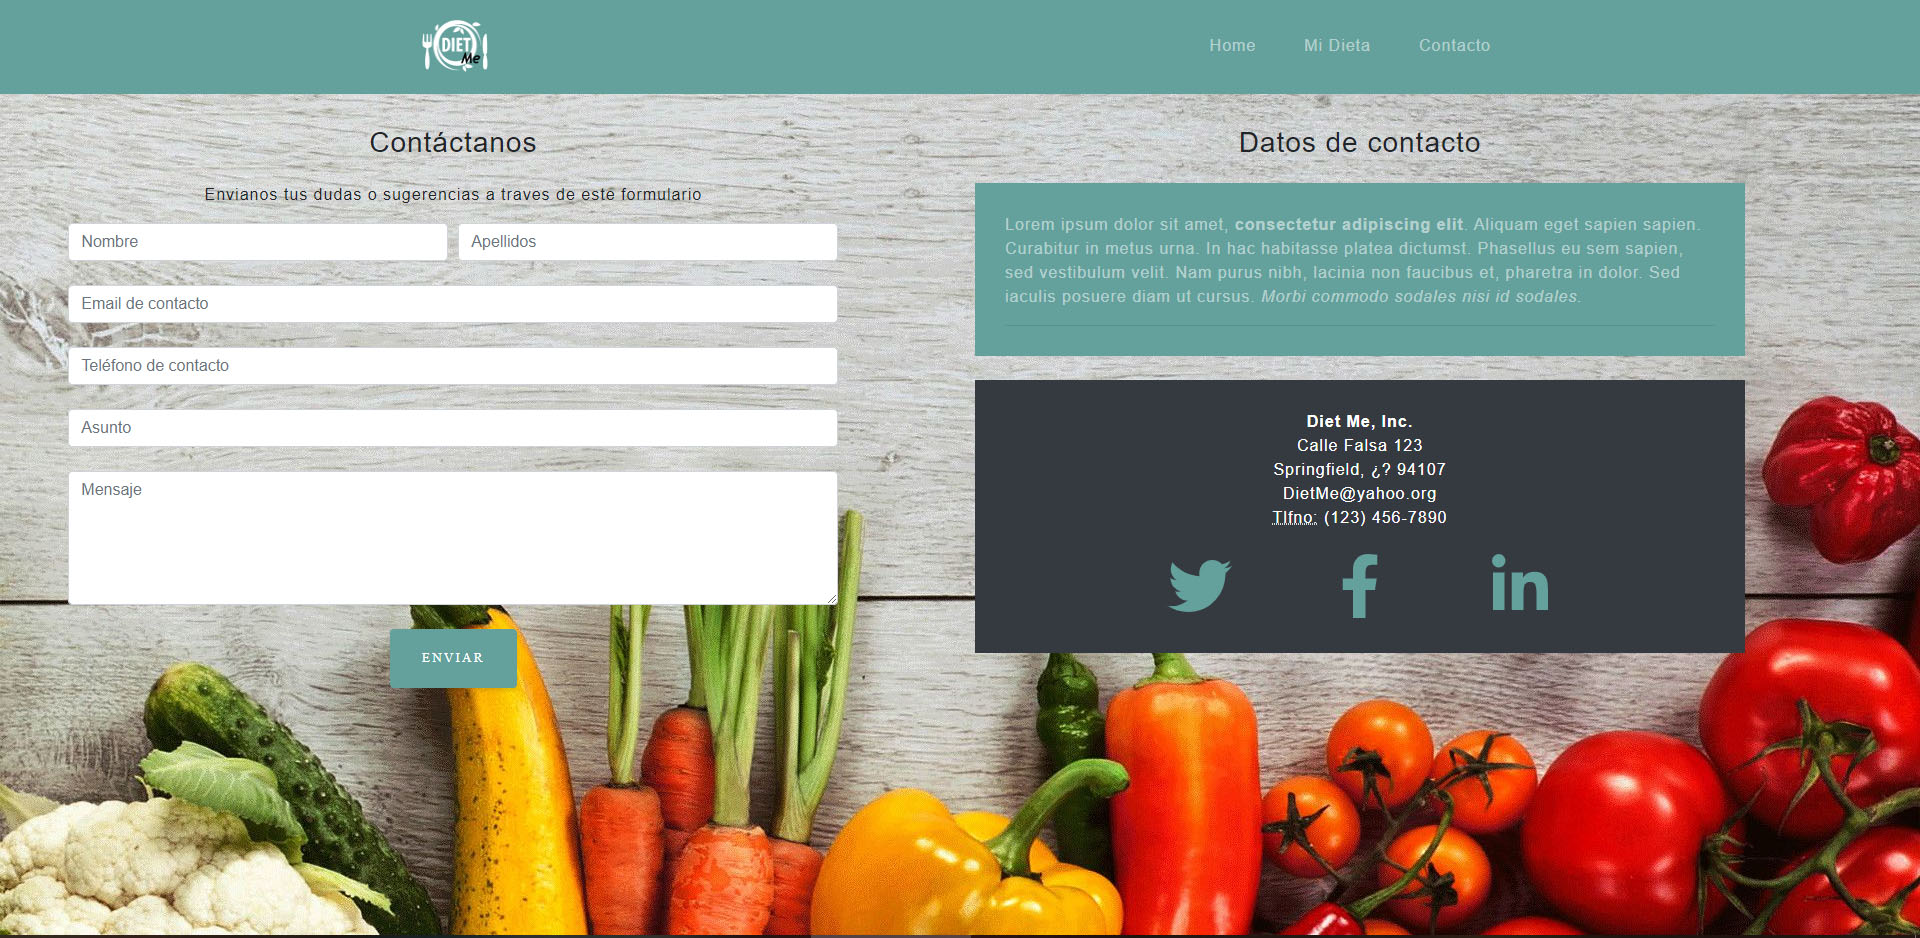 DIET
Me
Home
Mi Dieta
Contacto
Contáctanos
Envianos tus dudas o sugerencias a traves de este formulario
Nombre
Apellidos
Email de contacto
Teléfono de contacto
Asunto
Mensaje
ENVIAR
Datos de contacto
Lorem ipsum dolor sit amet, consectetur adipiscing elit. Aliquam eget sapien sapien.
Curabitur in metus urna. In hac habitasse platea dictumst. Phasellus eu sem sapien,
sed vestibulum velit. Nam purus nibh, lacinia non faucibus et, pharetra in dolor. Sed
iaculis posuere diam ut cursus. Morbi commodo sodales nisi id sodales.
Diet Me, Inc.
Calle Falsa 123
Springfield, ¿? 94107
DietMe@yahoo.org
Tlfno: (123) 456-7890